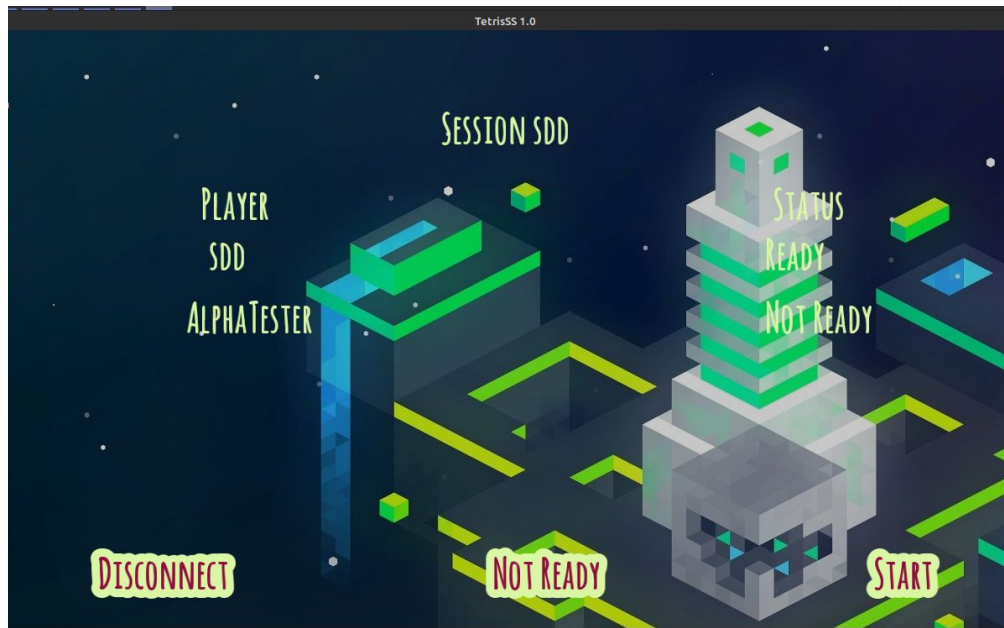 TetrisSS 1.0
Session sdd
Player Status
sdd Ready
AlphaTester Not Ready
Disconnect Not Ready Start